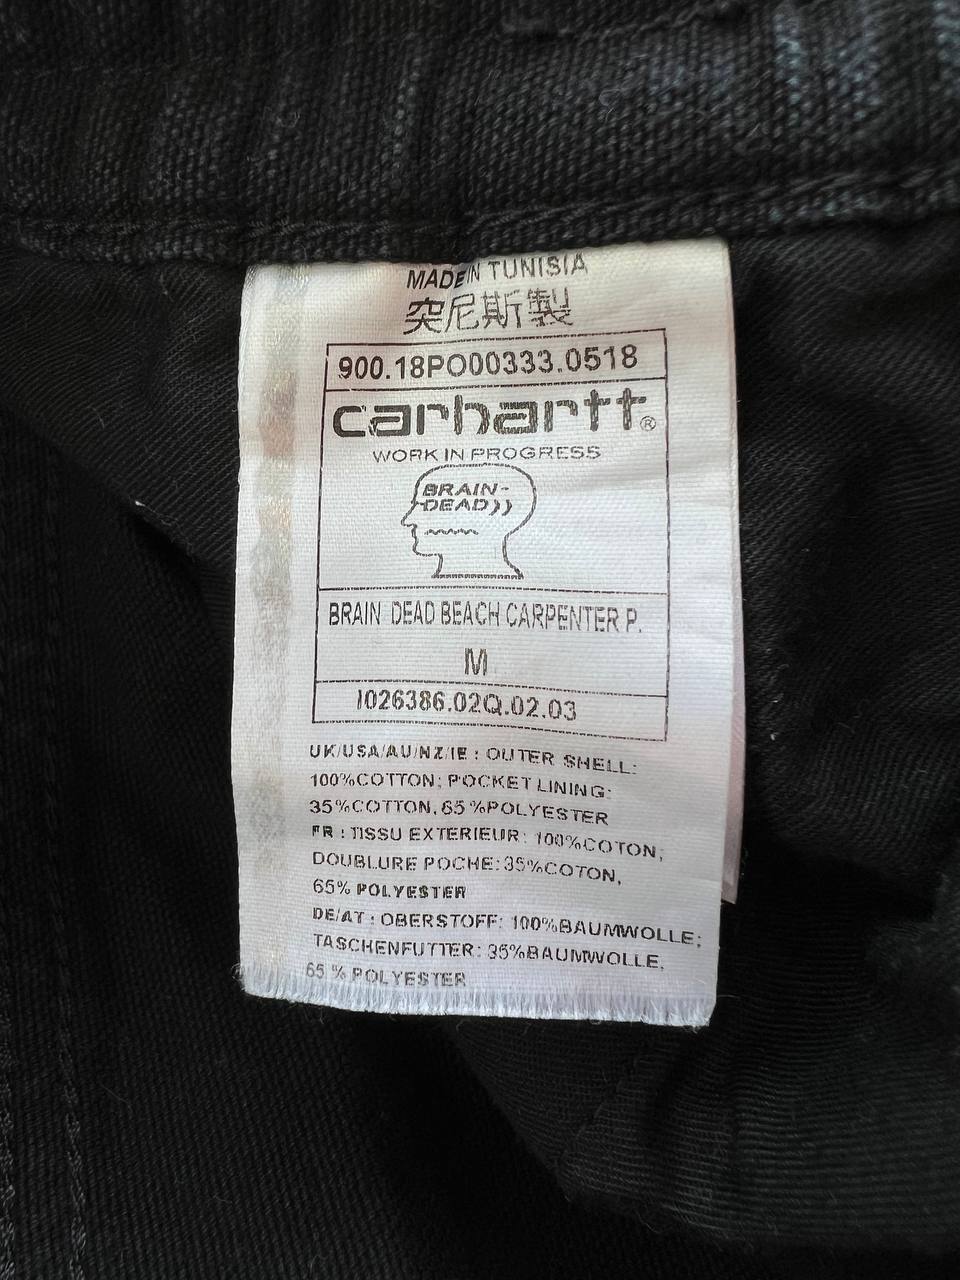 MADE IN TUNISIA
突尼斯製
900.18PO00333.0518
carhartt®
WORK IN PROGRESS
BRAIN-
DEAD))
BRAIN DEAD BEACH CARPENTER P.
M
I026386.02Q.02.03
UK/USA/AU/NZ/IE : OUTER SHELL:
100%COTTON; POCKET LINING:
35%COTTON, 65%POLYESTER
FR : TISSU EXTERIEUR: 100%COTON;
DOUBLURE POCHE: 35%COTON,
65% POLYESTER
DE/AT : OBERSTOFF: 100%BAUMWOLLE;
TASCHENFUTTER: 35%BAUMWOLLE,
65 % POLYESTER